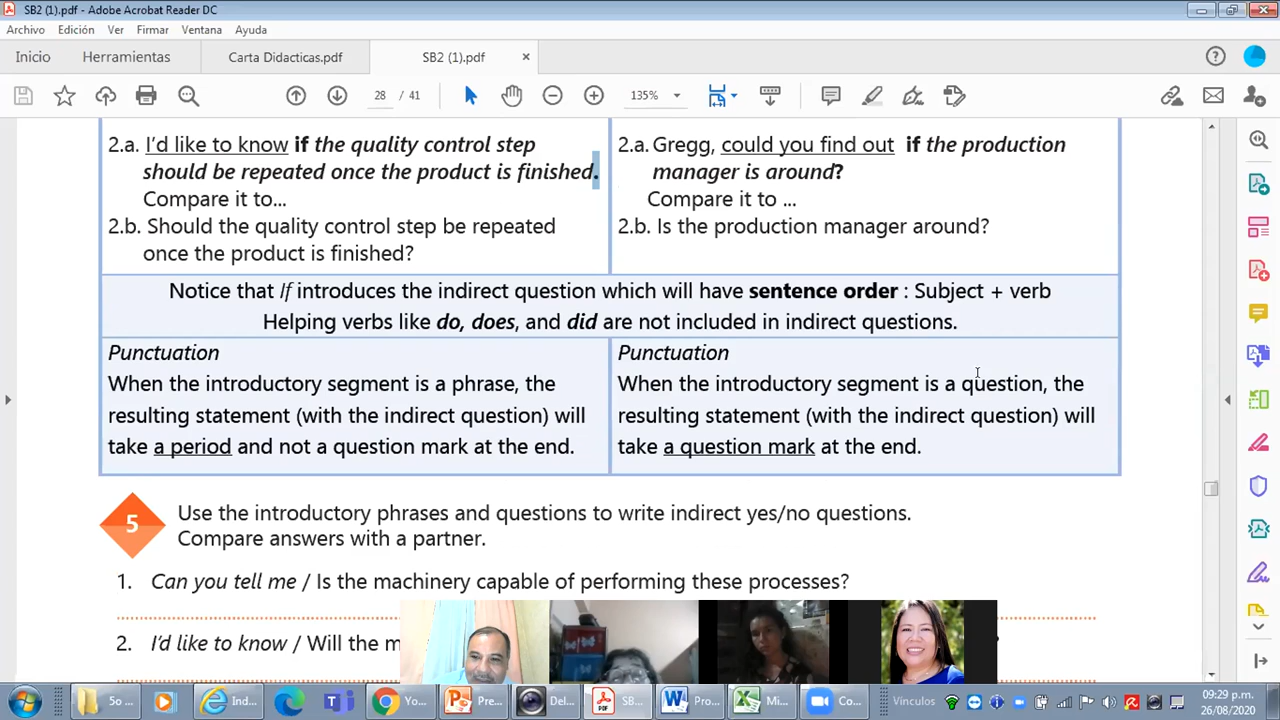 SB2 (1).pdf - Adobe Acrobat Reader DC
Archivo Edición Ver Firmar Ventana Ayuda
Inicio Herramientas Carta Didacticas.pdf SB2 (1).pdf ×
28 / 41 135%
2.a. I'd like to know if the quality control step
should be repeated once the product is finished.
Compare it to...
2.b. Should the quality control step be repeated
once the product is finished?
2.a. Gregg, could you find out if the production
manager is around?
Compare it to ...
2.b. Is the production manager around?
Notice that If introduces the indirect question which will have sentence order : Subject + verb
Helping verbs like do, does, and did are not included in indirect questions.
Punctuation
When the introductory segment is a phrase, the
resulting statement (with the indirect question) will
take a period and not a question mark at the end.
Punctuation
When the introductory segment is a question, the
resulting statement (with the indirect question) will
take a question mark at the end.
5
Use the introductory phrases and questions to write indirect yes/no questions.
Compare answers with a partner.
1. Can you tell me / Is the machinery capable of performing these processes?
2. I'd like to know / Will the m
5o ... Ind... Yo... Pre... Del... SB... Pro... Mi... Co... Vínculos 09:29 p.m.
26/08/2020